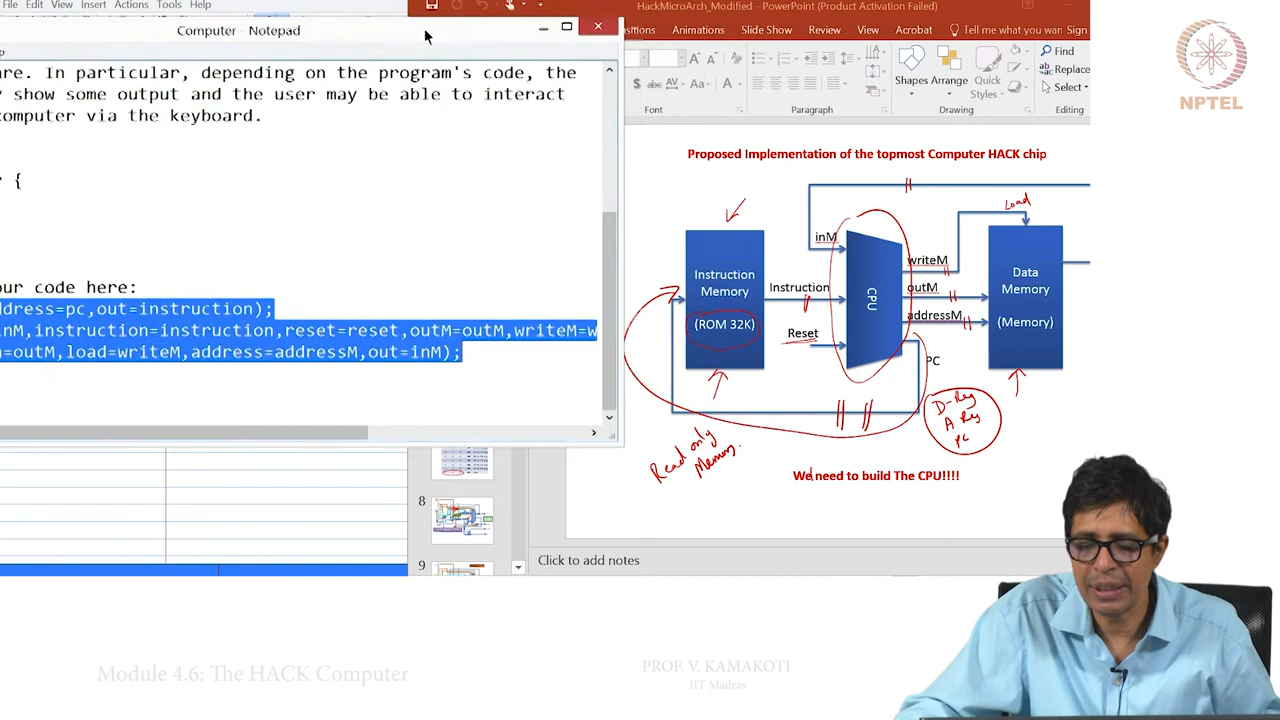 File Edit View Insert Actions Tools Help
HackMicroArch_Modified - PowerPoint (Product Activation Failed)
Computer - Notepad
Animations Slide Show Review View Acrobat Tell me what you want Sign
Shapes Arrange Quick Styles
Find
Replace
Select
Font Paragraph Drawing Editing
are. In particular, depending on the program's code, the
show some output and the user may be able to interact
computer via the keyboard.
{
our code here:
ddress=pc,out=instruction);
nM,instruction=instruction,reset=reset,outM=outM,writeM=w
=outM,load=writeM,address=addressM,out=inM);
Proposed Implementation of the topmost Computer HACK chip
Load
inM
writeM
Instruction
Memory
(ROM 32K)
Instruction
Reset
CPU
outM
addressM
PC
Data
Memory
(Memory)
D-Reg
A Reg
PC
Read only
Memory.
We need to build The CPU!!!!
8
9
Click to add notes
NPTEL
Module 4.6: The HACK Computer
PROF. V. KAMAKOTI
IIT Madras